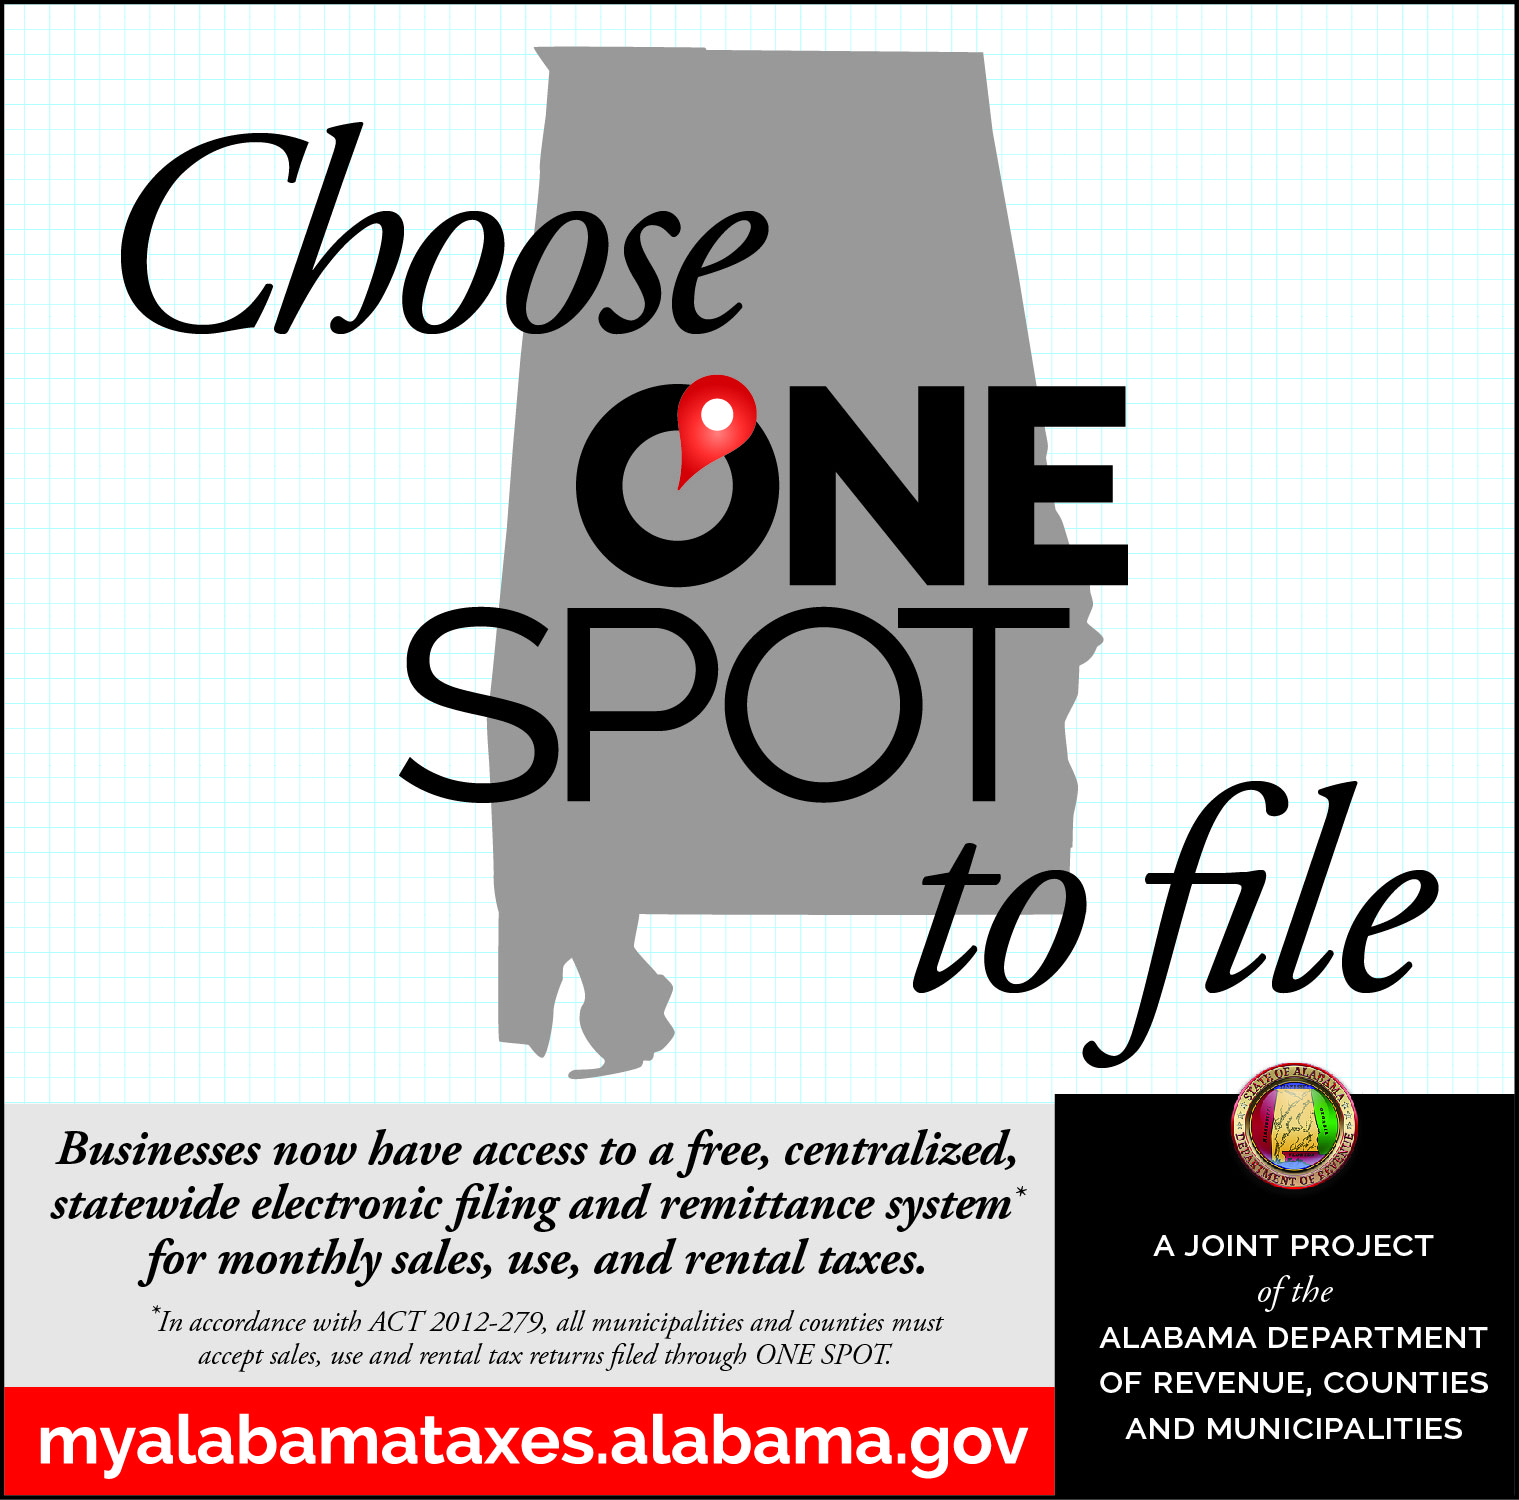 Choose
ONE
SPOT
to file
Businesses now have access to a free, centralized,
statewide electronic filing and remittance system*
for monthly sales, use, and rental taxes.
*In accordance with ACT 2012-279, all municipalities and counties must
accept sales, use and rental tax returns filed through ONE SPOT.
myalabamataxes.alabama.gov
STATE OF ALABAMA
DEPARTMENT OF REVENUE
A JOINT PROJECT
of the
ALABAMA DEPARTMENT
OF REVENUE, COUNTIES
AND MUNICIPALITIES